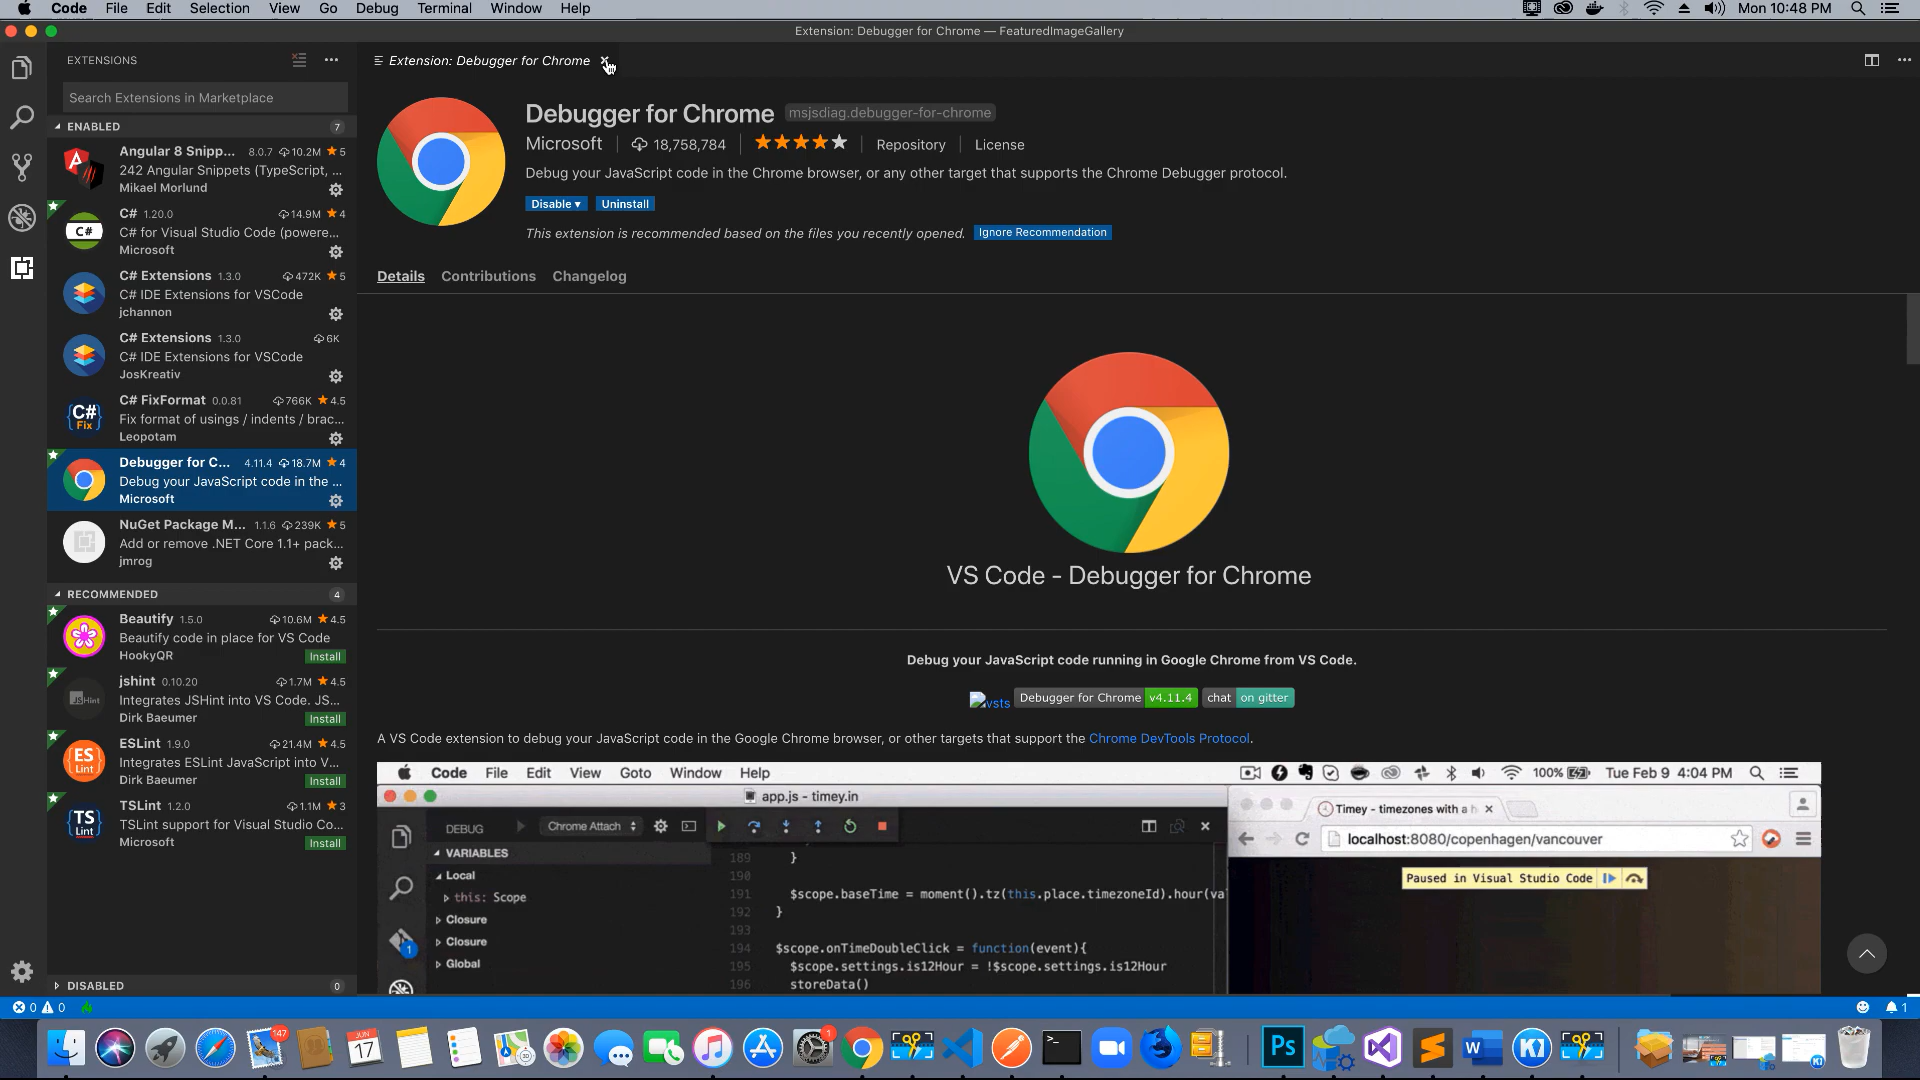 Code File Edit Selection View Go Debug Terminal Window Help
Mon 10:48 PM
Extension: Debugger for Chrome — FeaturedImageGallery
EXTENSIONS
Search Extensions in Marketplace
ENABLED 7
Angular 8 Snipp... 8.0.7 10.2M 5
242 Angular Snippets (TypeScript, ...
Mikael Morlund
C# 1.20.0 14.9M 4
C#
C# for Visual Studio Code (powere...
Microsoft
C# Extensions 1.3.0 472K 5
C# IDE Extensions for VSCode
jchannon
C# Extensions 1.3.0 6K
C# IDE Extensions for VSCode
JosKreativ
C# FixFormat 0.0.81 766K 4.5
C#
Fix
Fix format of usings / indents / brac...
Leopotam
Debugger for C... 4.11.4 18.7M 4
Debug your JavaScript code in the ...
Microsoft
NuGet Package M... 1.1.6 239K 5
Add or remove .NET Core 1.1+ pack...
jmrog
RECOMMENDED 4
Beautify 1.5.0 10.6M 4.5
Beautify code in place for VS Code
HookyQR Install
jshint 0.10.20 1.7M 4.5
JSHint
Integrates JSHint into VS Code. JS...
Dirk Baeumer Install
ESLint 1.9.0 21.4M 4.5
ES
Lint
Integrates ESLint JavaScript into V...
Dirk Baeumer Install
TSLint 1.2.0 1.1M 3
TS
Lint
TSLint support for Visual Studio Co...
Microsoft Install
DISABLED 0
Extension: Debugger for Chrome
Debugger for Chrome msjsdiag.debugger-for-chrome
Microsoft 18,758,784 Repository License
Debug your JavaScript code in the Chrome browser, or any other target that supports the Chrome Debugger protocol.
Disable Uninstall
This extension is recommended based on the files you recently opened. Ignore Recommendation
Details Contributions Changelog
VS Code - Debugger for Chrome
Debug your JavaScript code running in Google Chrome from VS Code.
vsts Debugger for Chrome v4.11.4 chat on gitter
A VS Code extension to debug your JavaScript code in the Google Chrome browser, or other targets that support the Chrome DevTools Protocol.
Code File Edit View Goto Window Help
100% Tue Feb 9 4:04 PM
app.js - timey.in
DEBUG Chrome Attach
VARIABLES
Local
this: Scope
Closure
Closure
Global
1
189 }
190
191 $scope.baseTime = moment().tz(this.place.timezoneId).hour(va
192 }
193
194 $scope.onTimeDoubleClick = function(event){
195 $scope.settings.is12Hour = !$scope.settings.is12Hour
196 storeData()
Timey - timezones with a h
localhost:8080/copenhagen/vancouver
Paused in Visual Studio Code
0 0
1
147
JUN
17
3D
1
>_
Ps
W
KI
KI